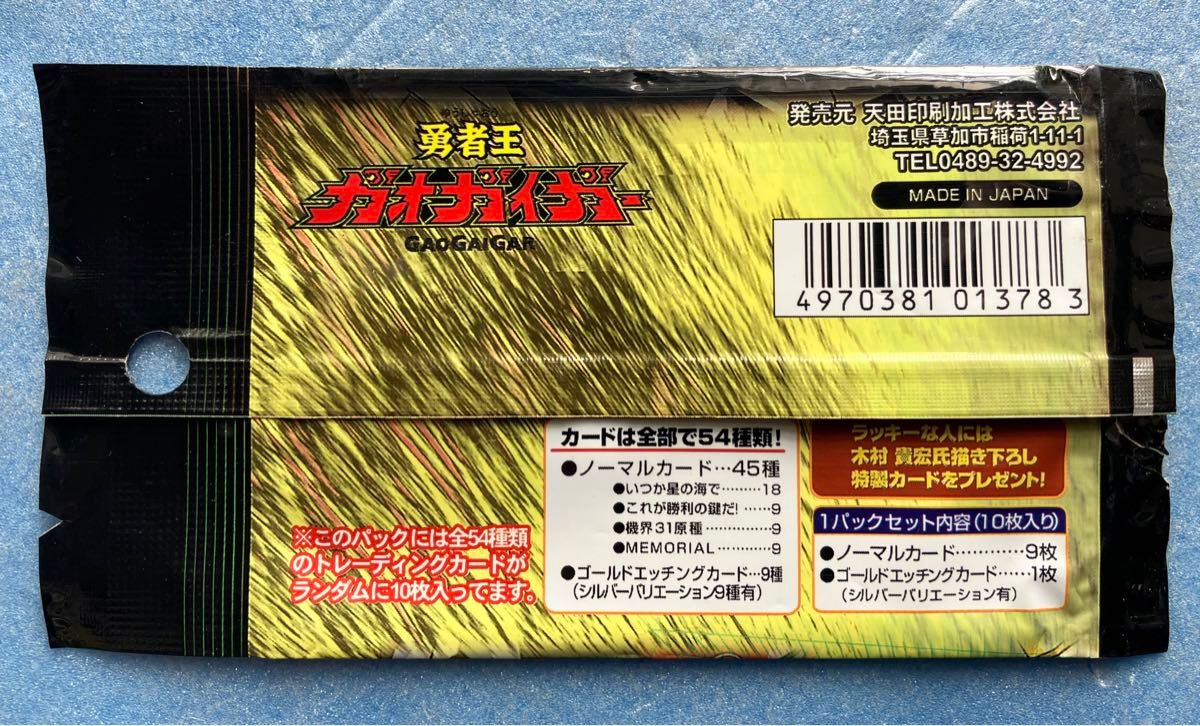 勇者王
ガオガイガー
GAOGAIGAR
発売元 天田印刷加工株式会社
埼玉県草加市稲荷1-11-1
TEL0489-32-4992
MADE IN JAPAN
4970381 013783
※このパックには全54種類
のトレーディングカードが
ランダムに10枚入ってます。
カードは全部で54種類!
●ノーマルカード…45種
●いつか星の海で………18
●これが勝利の鍵だ! ……9
●機界31原種……………9
●MEMORIAL…………9
●ゴールドエッチングカード…9種
(シルバーバリエーション9種有)
ラッキーな人には
木村 貴宏氏描き下ろし
特製カードをプレゼント!
1パックセット内容(10枚入り)
●ノーマルカード…………9枚
●ゴールドエッチングカード……1枚
(シルバーバリエーション有)